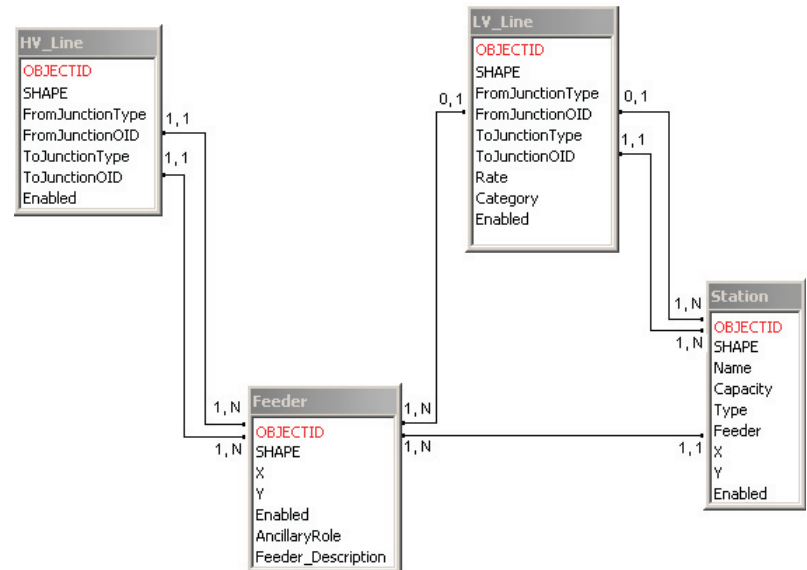 HV_Line
OBJECTID
SHAPE
FromJunctionType
FromJunctionOID
ToJunctionType
ToJunctionOID
Enabled
1,1
1,1
LV_Line
OBJECTID
SHAPE
FromJunctionType
FromJunctionOID
ToJunctionType
ToJunctionOID
Rate
Category
Enabled
0,1
0,1
1,1
Station
OBJECTID
SHAPE
Name
Capacity
Type
Feeder
X
Y
Enabled
1,N
1,N
1,1
Feeder
OBJECTID
SHAPE
X
Y
Enabled
AncillaryRole
Feeder_Description
1,N
1,N
1,N
1,N